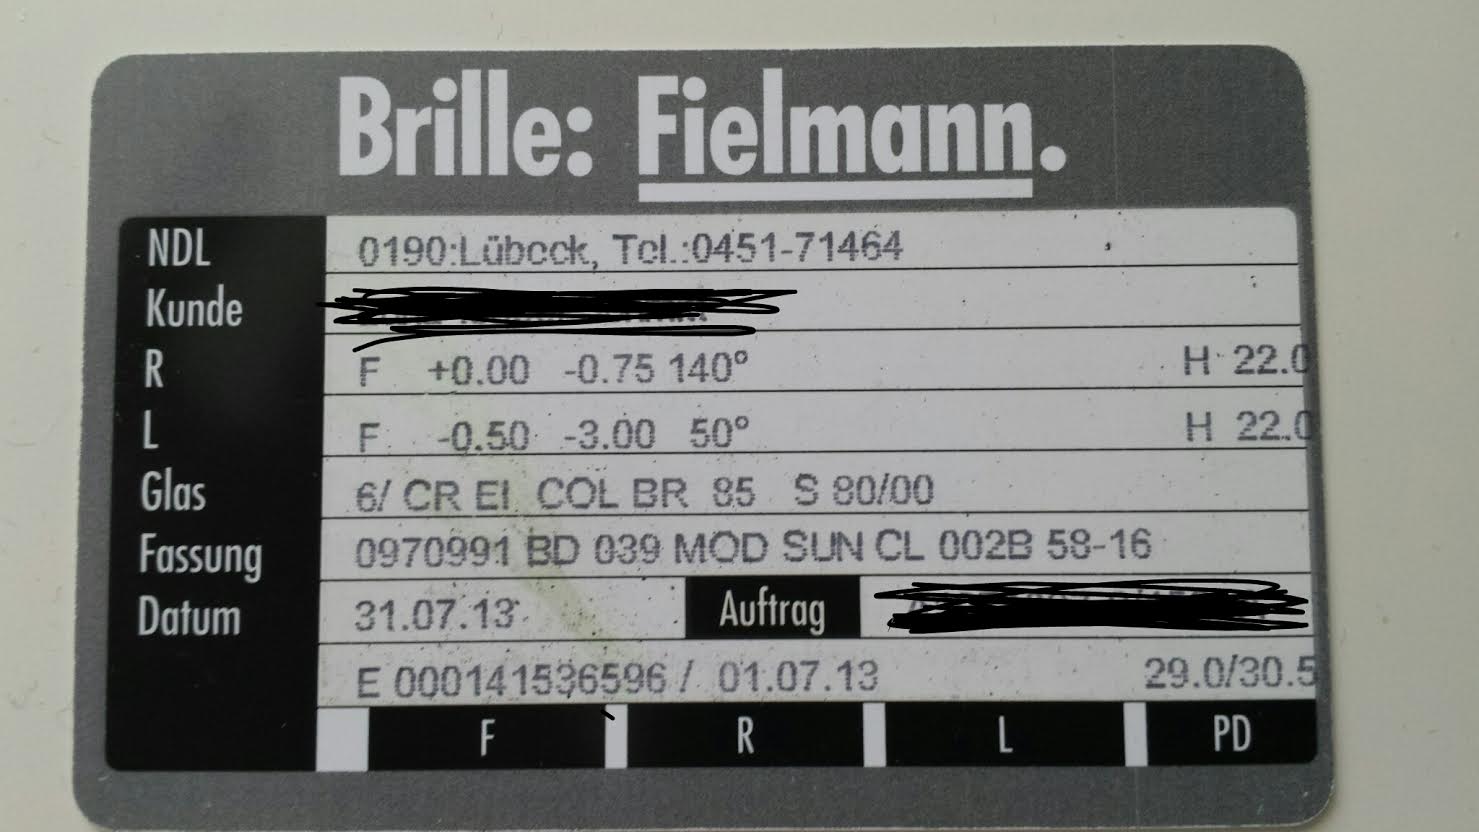 Brille: Fielmann.
NDL 0190:Lübeck, Tel.:0451-71464
Kunde
R F +0.00 -0.75 140° H 22.0
L F -0.50 -3.00 50° H 22.0
Glas 6/ CR EI COL BR 85 S 80/00
Fassung 0970991 BD 039 MOD SUN CL 002B 58-16
Datum 31.07.13 Auftrag
E 000141536596 / 01.07.13 29.0/30.5
F R L PD